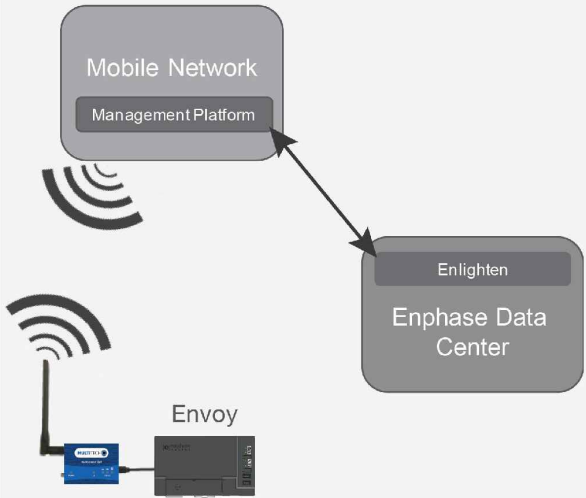 Mobile Network
Management Platform
Enlighten
Enphase Data
Center
Envoy